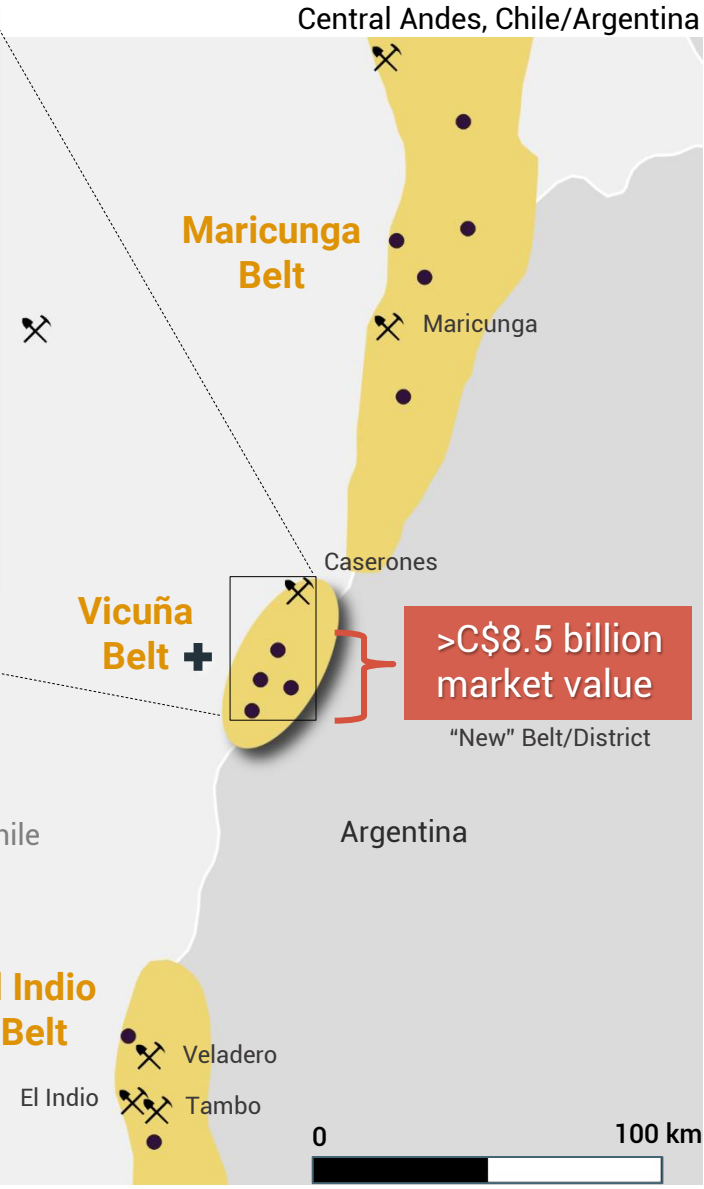 Central Andes, Chile/Argentina
Maricunga
Belt
Maricunga
Caserones
Vicuña
Belt
>C$8.5 billion
market value
“New” Belt/District
hile
Argentina
l Indio
Belt
Veladero
El Indio
Tambo
0
100 km